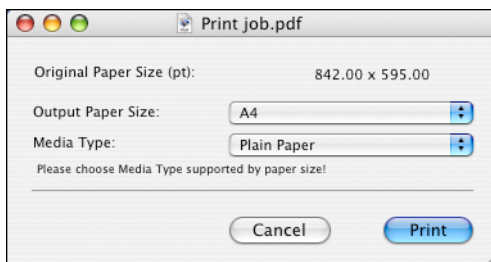 Print job.pdf
Original Paper Size (pt): 842.00 x 595.00
Output Paper Size: A4
Media Type: Plain Paper
Please choose Media Type supported by paper size!
Cancel Print